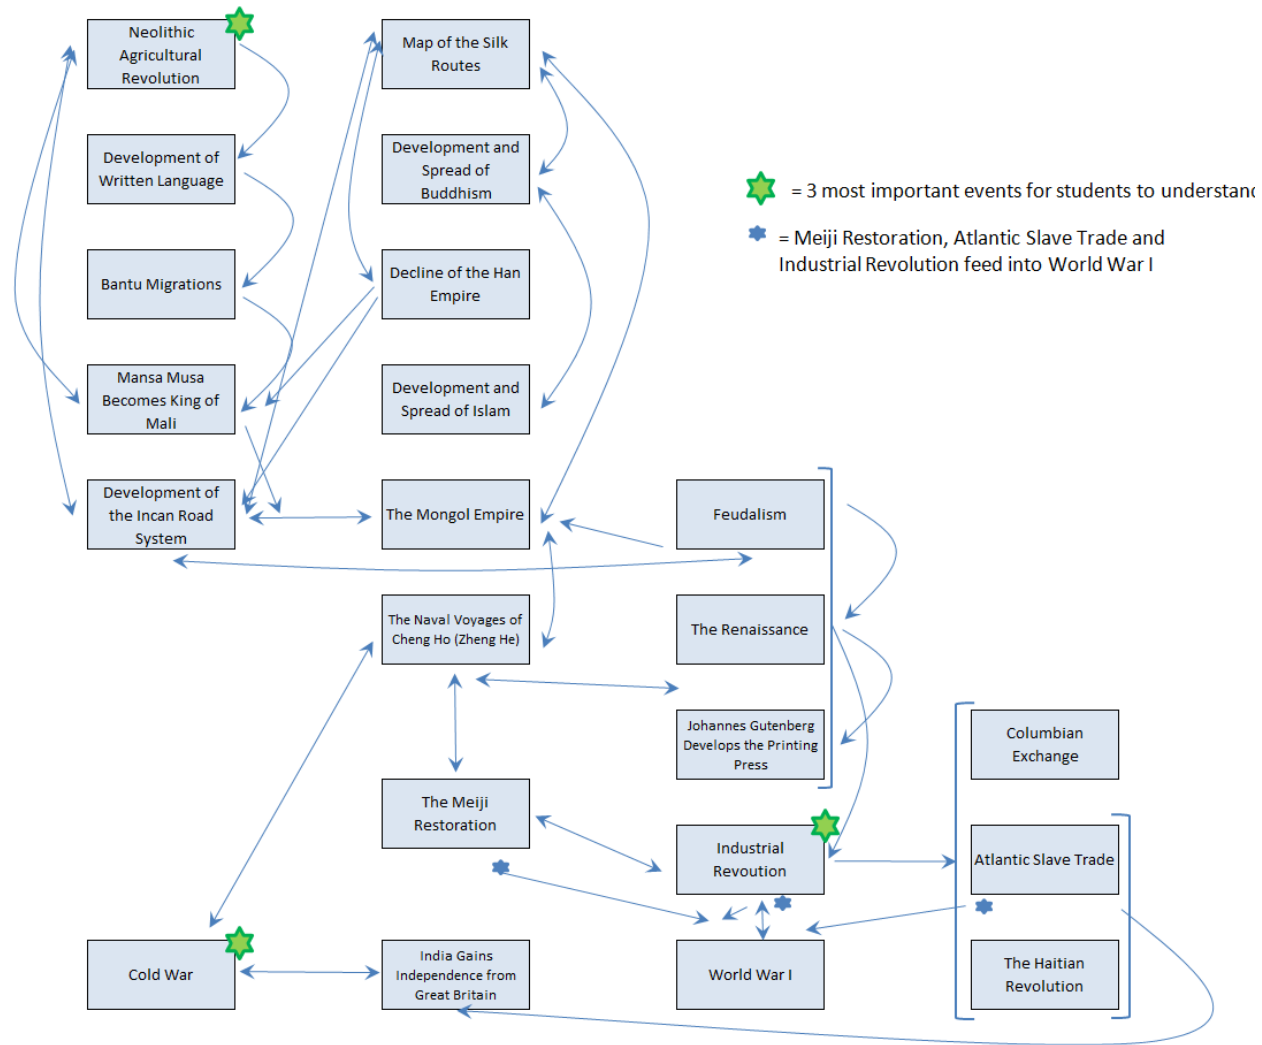 Neolithic
Agricultural
Revolution
Map of the Silk
Routes
Development of
Written Language
Development and
Spread of
Buddhism
= 3 most important events for students to understand
= Meiji Restoration, Atlantic Slave Trade and
Industrial Revolution feed into World War I
Bantu Migrations
Decline of the Han
Empire
Mansa Musa
Becomes King of
Mali
Development and
Spread of Islam
Development of
the Incan Road
System
The Mongol Empire
Feudalism
The Naval Voyages of
Cheng Ho (Zheng He)
The Renaissance
Johannes Gutenberg
Develops the Printing
Press
Columbian
Exchange
The Meiji
Restoration
Industrial
Revoution
Atlantic Slave Trade
Cold War
India Gains
Independence from
Great Britain
World War I
The Haitian
Revolution